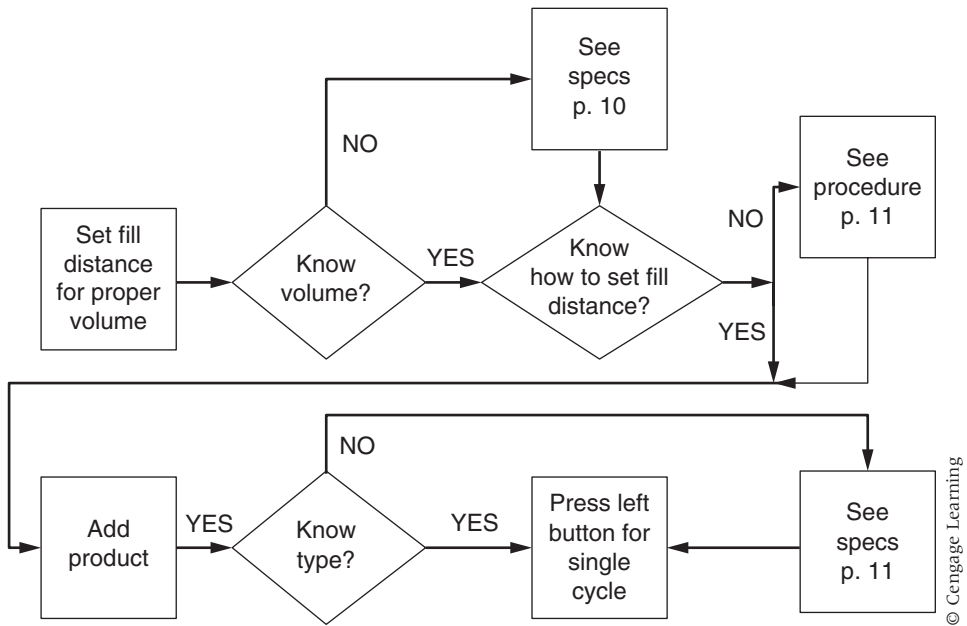 See
specs
p. 10
NO
See
procedure
p. 11
Set fill
distance
for proper
volume
Know
volume?
YES
Know
how to set fill
distance?
NO
YES
NO
Add
product
YES
Know
type?
YES
Press left
button for
single
cycle
See
specs
p. 11
© Cengage Learning